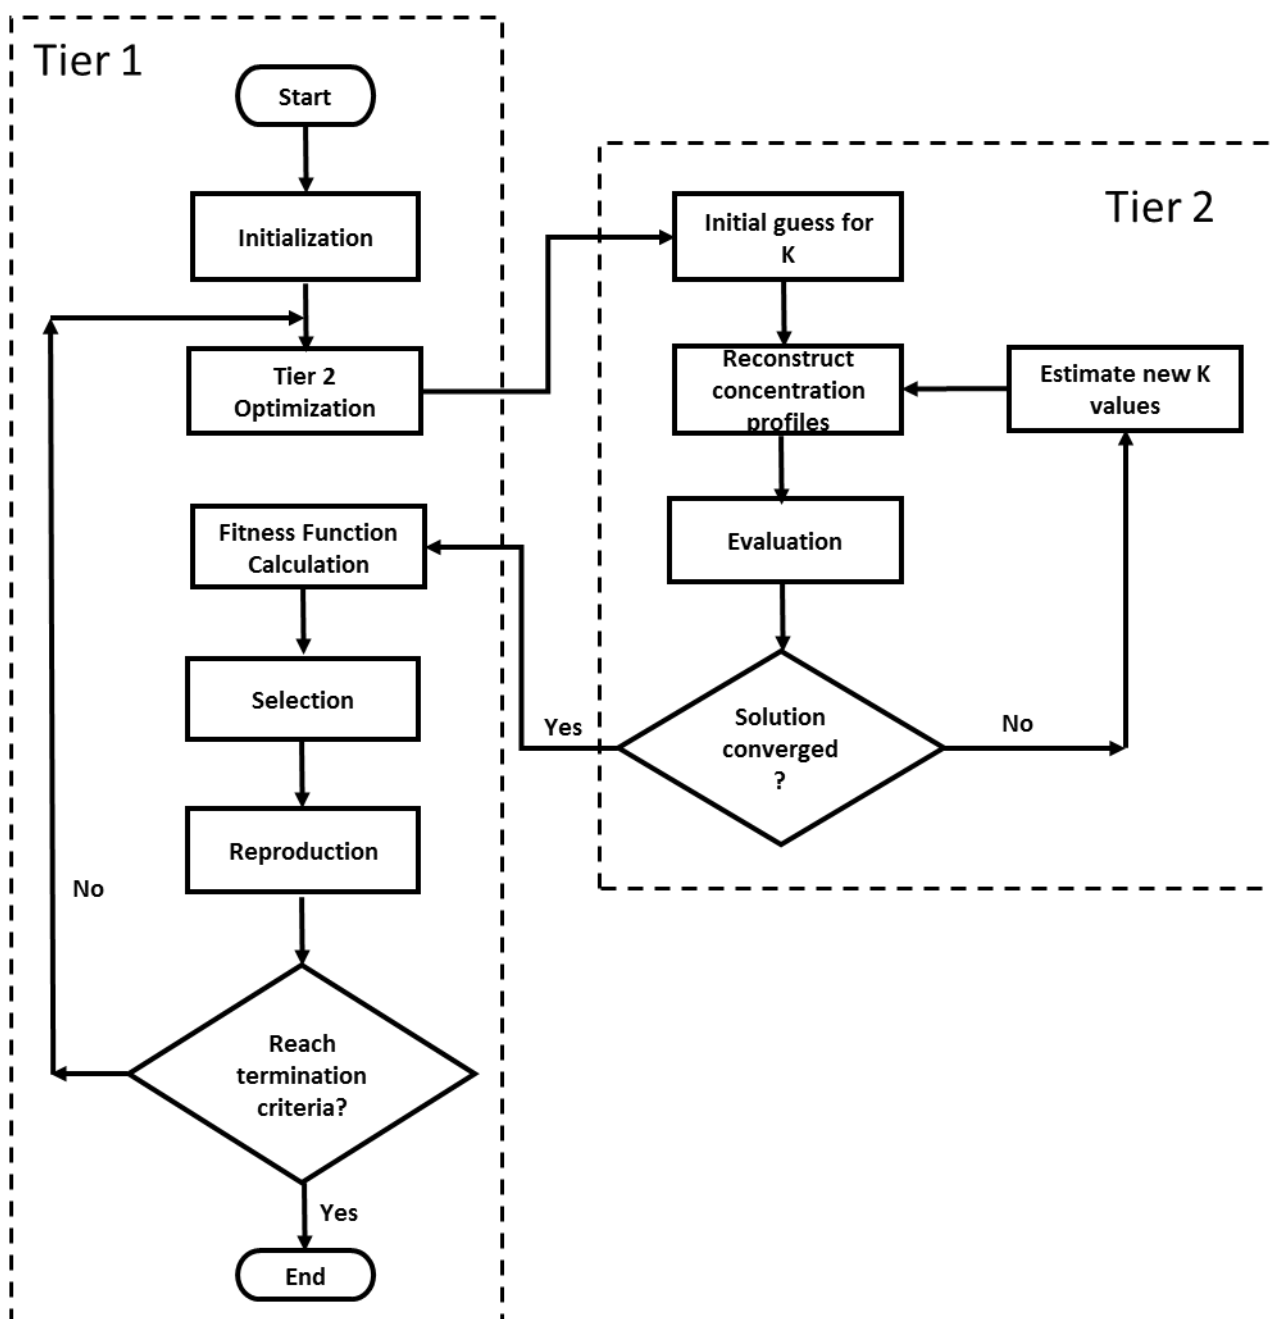 Tier 1
Start
Initialization
Tier 2
Optimization
Fitness Function
Calculation
Selection
Reproduction
No
Reach
termination
criteria?
Yes
End
Tier 2
Initial guess for
K
Reconstruct
concentration
profiles
Estimate new K
values
Evaluation
Solution
converged
?
Yes
No